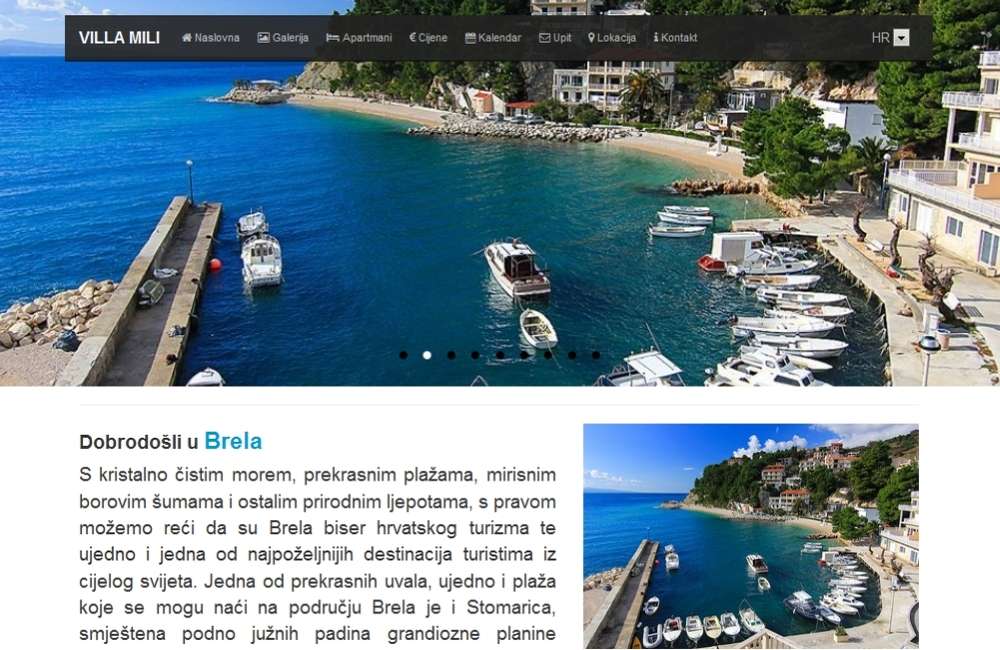 VILLA MILI Naslovna Galerija Apartmani Cijene Kalendar Upit Lokacija Kontakt HR
Dobrodošli u Brela
S kristalno čistim morem, prekrasnim plažama, mirisnim
borovim šumama i ostalim prirodnim ljepotama, s pravom
možemo reći da su Brela biser hrvatskog turizma te
ujedno i jedna od najpoželjnijih destinacija turistima iz
cijelog svijeta. Jedna od prekrasnih uvala, ujedno i plaža
koje se mogu naći na području Brela je i Stomarica,
smještena podno južnih padina grandiozne planine